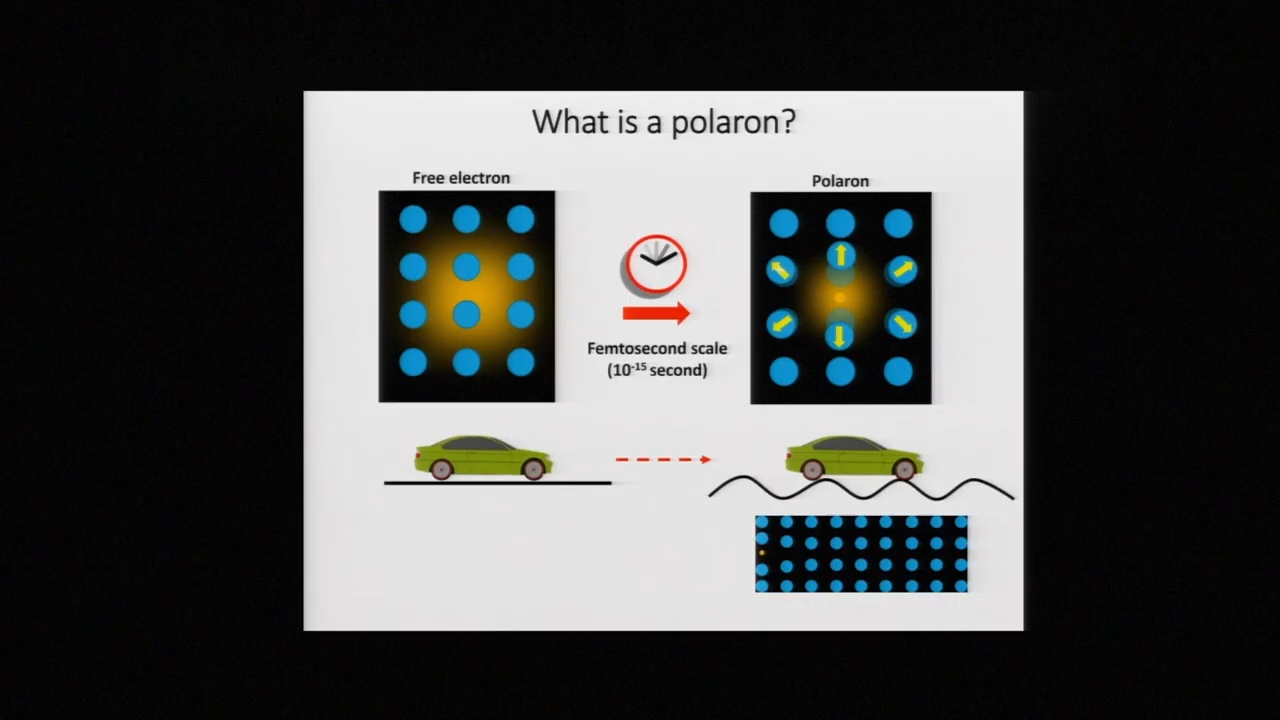 What is a polaron?
Free electron
Polaron
Femtosecond scale
(10⁻¹⁵ second)